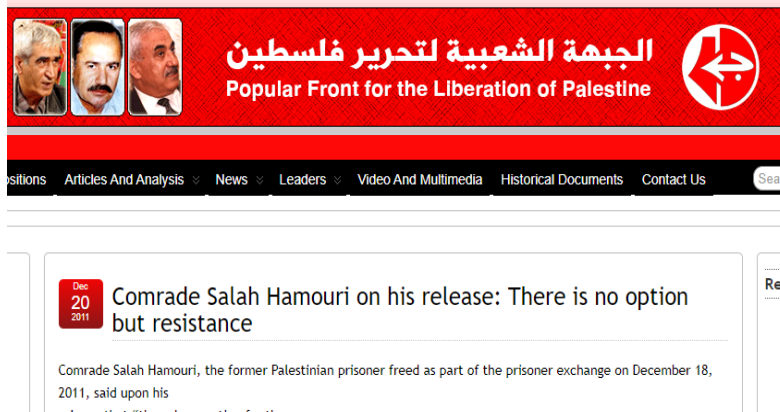 الجبهة الشعبية لتحرير فلسطين
Popular Front for the Liberation of Palestine
Articles And Analysis News Leaders Video And Multimedia Historical Documents Contact Us
Dec
20
2011
Comrade Salah Hamouri on his release: There is no option
but resistance
Comrade Salah Hamouri, the former Palestinian prisoner freed as part of the prisoner exchange on December 18,
2011, said upon his